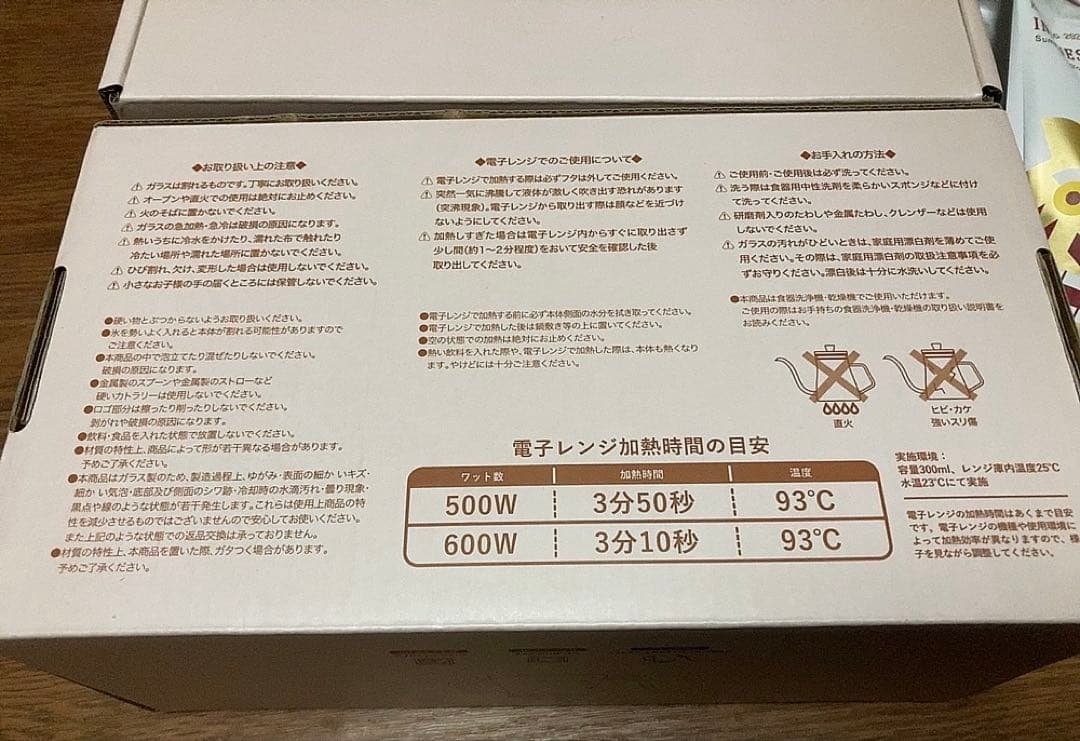 ◆お取り扱い上の注意◆
⚠ ガラスは割れるものです。丁寧にお取り扱いください。
⚠ オーブンや直火での使用は絶対にお止めください。
⚠ 火のそばに置かないでください。
⚠ ガラスの急加熱・急冷は破損の原因になります。
⚠ 熱いうちに冷水をかけたり、濡れた布で触れたり
冷たい場所や濡れた場所に置かないでください。
⚠ ひび割れ、欠け、変形した場合は使用しないでください。
⚠ 小さなお子様の手の届くところには保管しないでください。
●硬い物とぶつからないようお取り扱いください。
●氷を勢いよく入れると本体が割れる可能性がありますので
ご注意ください。
●本商品の中で泡立てたり混ぜたりしないでください。
破損の原因になります。
●金属製のスプーンや金属製のストローなど
硬いカトラリーは使用しないでください。
●ロゴ部分は擦ったり削ったりしないでください。
剥がれや破損の原因になります。
●飲料・食品を入れた状態で放置しないでください。
●材質の特性上、商品によって形が若干異なる場合があります。
予めご了承ください。
●本商品はガラス製のため、製造過程上、ゆがみ・表面の細かいキズ・
細かい気泡・底部及び側面のシワ跡・冷却時の水滴汚れ・曇り現象・
黒点や線のような状態が若干発生します。これらは使用上商品の特
性を減少させるものではございませんので安心してお使いください。
また上記のような状態での返品交換は承っておりません。
●材質の特性上、本商品を置いた際、ガタつく場合があります。
予めご了承ください。
◆電子レンジでのご使用について◆
⚠ 電子レンジで加熱する際は必ずフタは外してご使用ください。
⚠ 突然一気に沸騰して液体が激しく吹き出す恐れがあります
(突沸現象)。電子レンジから取り出す際は顔などを近づけ
ないようにしてください。
⚠ 加熱しすぎた場合は電子レンジ内からすぐに取り出さず
少し間(約1~2分程度)をおいて安全を確認した後
取り出してください。
●電子レンジで加熱する前に必ず本体側面の水分を拭き取ってください。
●電子レンジで加熱した後は鍋敷き等の上に置いてください。
●空の状態での加熱は絶対にお止めください。
●熱い飲料を入れた際や、電子レンジで加熱した際は、本体も熱くなり
ます。やけどには十分ご注意ください。
◆お手入れの方法◆
⚠ ご使用前・ご使用後は必ず洗ってください。
⚠ 洗う際は食器用中性洗剤を柔らかいスポンジなどに付け
て洗ってください。
⚠ 研磨剤入りのたわしや金属たわし、クレンザーなどは使用
しないでください。
⚠ ガラスの汚れがひどいときは、家庭用漂白剤を薄めてご使
用ください。その際は、家庭用漂白剤の取扱注意事項を必
ずお守りください。漂白後は十分に水洗いしてください。
●本商品は食器洗浄機・乾燥機でご使用いただけます。
ご使用の際はお手持ちの食器洗浄機・乾燥機の取り扱い説明書を
お読みください。
直火
ヒビ・カケ
強いスリ傷
電子レンジ加熱時間の目安
ワット数 加熱時間 温度
500W 3分50秒 93℃
600W 3分10秒 93℃
実施環境:
容量300ml、レンジ庫内温度25℃
水温23℃にて実施
電子レンジの加熱時間はあくまで目安
です。電子レンジの機種や使用環境に
よって加熱効率が異なりますので、様
子を見ながら調整してください。